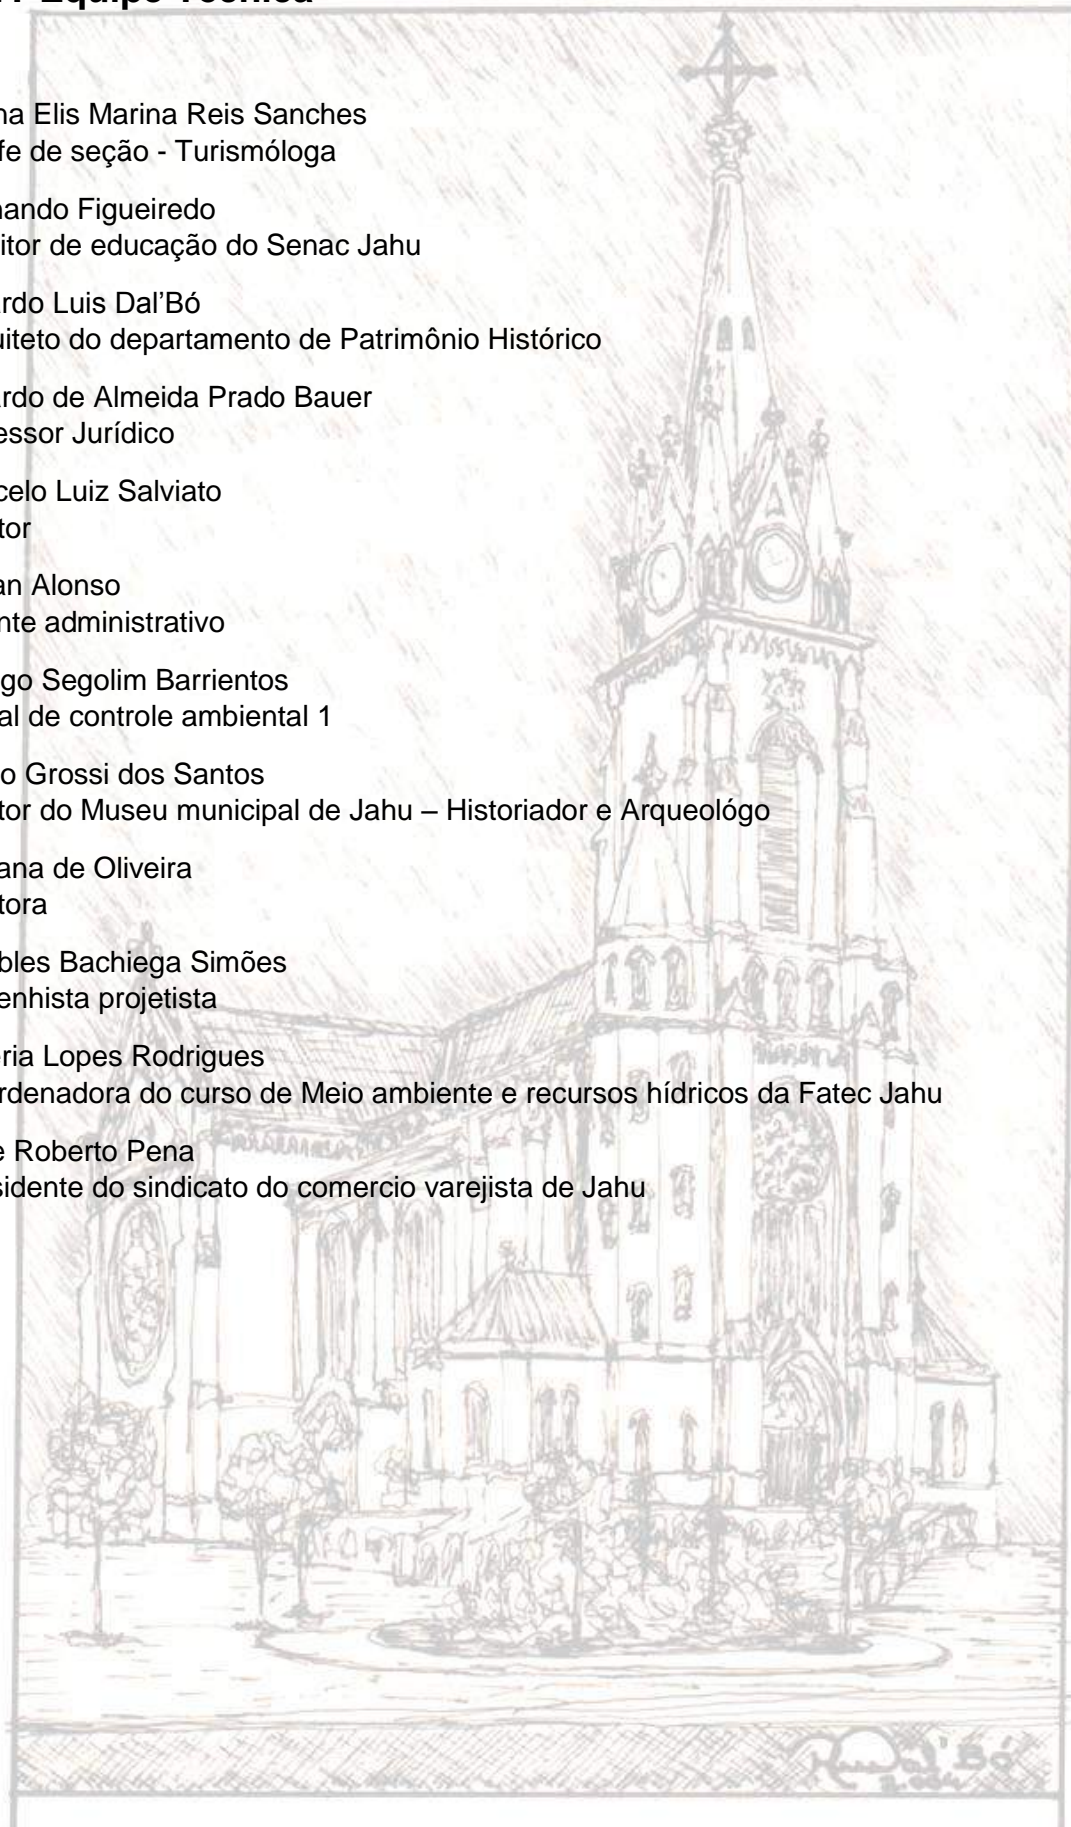 Equipe Técnica
na Elis Marina Reis Sanches
fe de seção - Turismóloga
nando Figueiredo
itor de educação do Senac Jahu
rdo Luis Dal’Bó
uiteto do departamento de Patrimônio Histórico
rdo de Almeida Prado Bauer
essor Jurídico
celo Luiz Salviato
tor
an Alonso
nte administrativo
go Segolim Barrientos
al de controle ambiental 1
o Grossi dos Santos
tor do Museu municipal de Jahu – Historiador e Arqueológo
ana de Oliveira
tora
bles Bachiega Simões
enhista projetista
eria Lopes Rodrigues
rdenadora do curso de Meio ambiente e recursos hídricos da Fatec Jahu
e Roberto Pena
sidente do sindicato do comercio varejista de Jahu
Dal'Bó